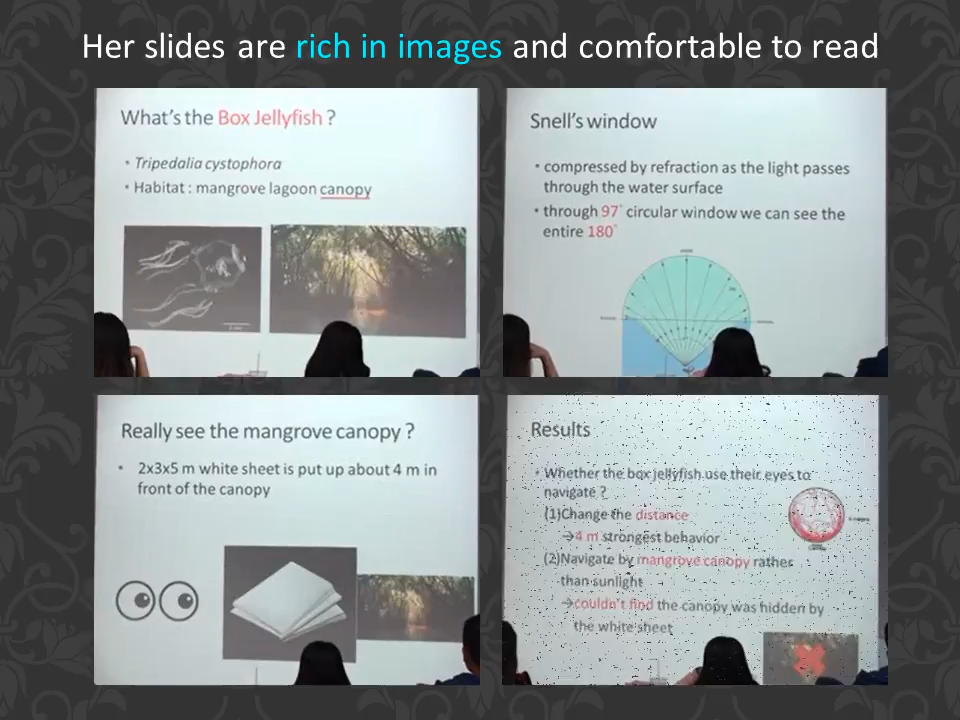 Her slides are rich in images and comfortable to read
What's the Box Jellyfish ?
• Tripedalia cystophora
• Habitat : mangrove lagoon canopy
Snell's window
• compressed by refraction as the light passes
through the water surface
• through 97° circular window we can see the
entire 180°
Really see the mangrove canopy ?
• 2x3x5 m white sheet is put up about 4 m in
front of the canopy
Results
• Whether the box jellyfish use their eyes to
navigate ?
(1)Change the distance
→4 m strongest behavior
(2)Navigate by mangrove canopy rather
than sunlight
→couldn't find the canopy was hidden by
the white sheet